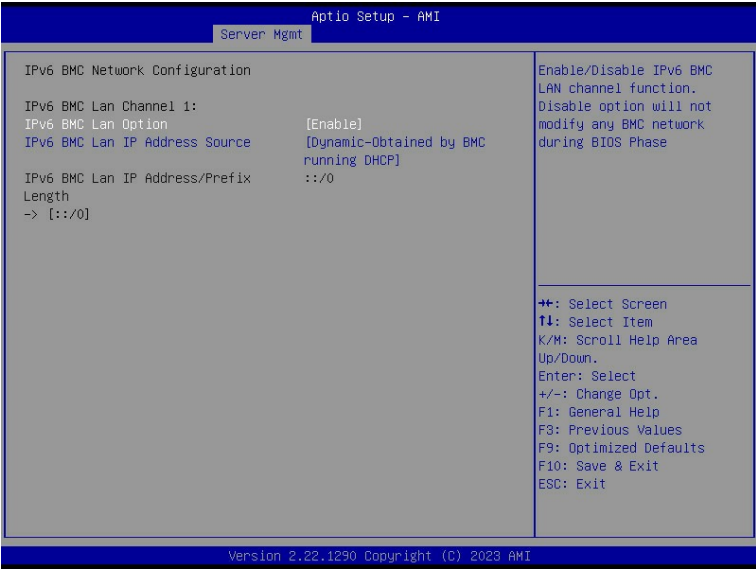 Aptio Setup – AMI
Server Mgmt
IPv6 BMC Network Configuration
IPv6 BMC Lan Channel 1:
IPv6 BMC Lan Option [Enable]
IPv6 BMC Lan IP Address Source [Dynamic-Obtained by BMC
running DHCP]
IPv6 BMC Lan IP Address/Prefix ::/0
Length
-> [::/0]
Enable/Disable IPv6 BMC
LAN channel function.
Disable option will not
modify any BMC network
during BIOS Phase
→←: Select Screen
↑↓: Select Item
K/M: Scroll Help Area
Up/Down.
Enter: Select
+/-: Change Opt.
F1: General Help
F3: Previous Values
F9: Optimized Defaults
F10: Save & Exit
ESC: Exit
Version 2.22.1290 Copyright (C) 2023 AMI